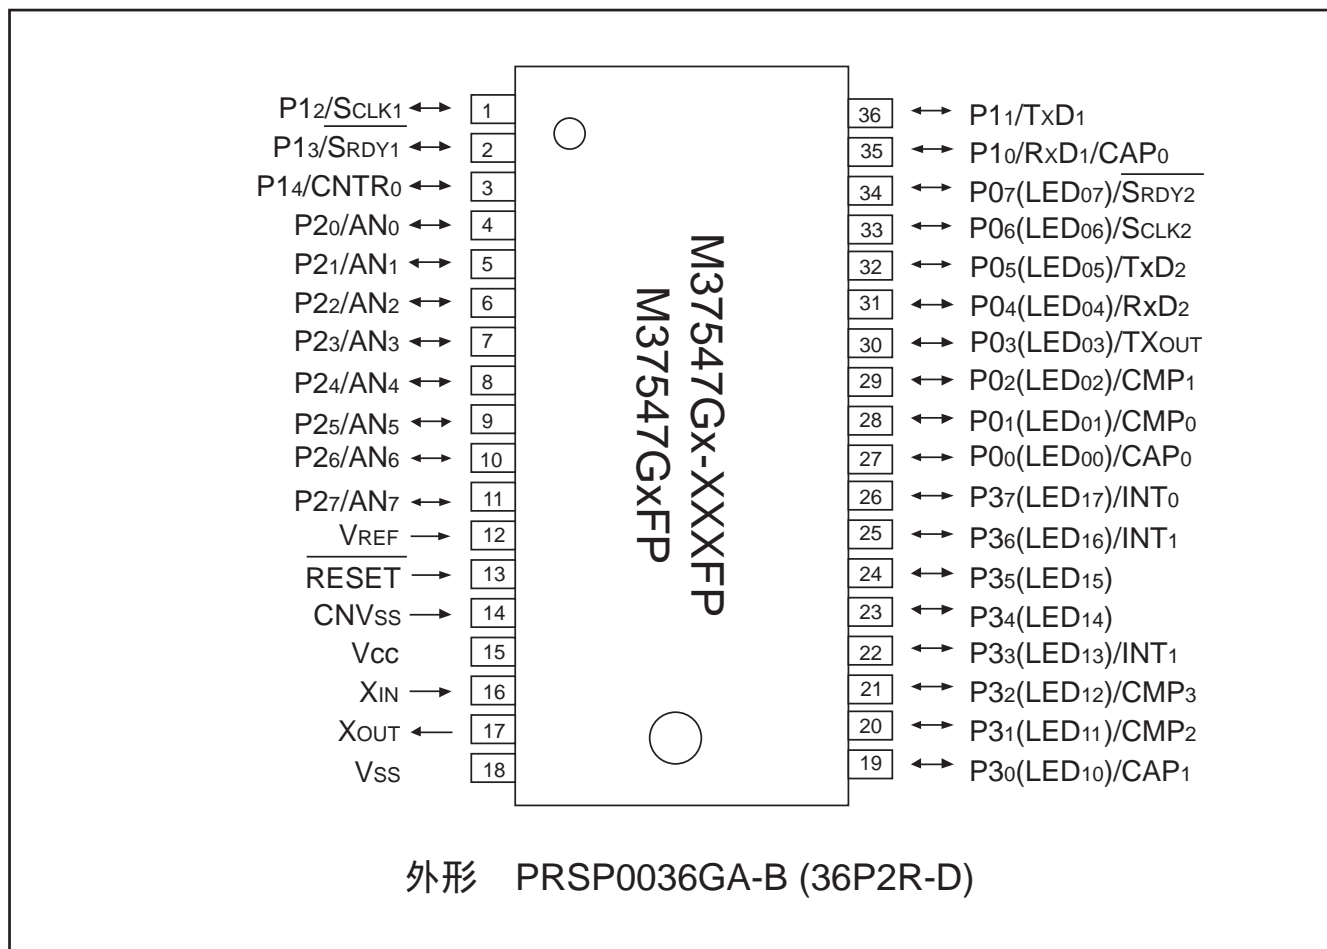 P12/SCLK1 1
P13/SRDY1 2
P14/CNTR0 3
P20/AN0 4
P21/AN1 5
P22/AN2 6
P23/AN3 7
P24/AN4 8
P25/AN5 9
P26/AN6 10
P27/AN7 11
VREF 12
RESET 13
CNVSS 14
Vcc 15
XIN 16
XOUT 17
VSS 18
M37547Gx-XXXFP
M37547GxFP
36 P11/TXD1
35 P10/RXD1/CAP0
34 P07(LED07)/SRDY2
33 P06(LED06)/SCLK2
32 P05(LED05)/TxD2
31 P04(LED04)/RxD2
30 P03(LED03)/TXOUT
29 P02(LED02)/CMP1
28 P01(LED01)/CMP0
27 P00(LED00)/CAP0
26 P37(LED17)/INT0
25 P36(LED16)/INT1
24 P35(LED15)
23 P34(LED14)
22 P33(LED13)/INT1
21 P32(LED12)/CMP3
20 P31(LED11)/CMP2
19 P30(LED10)/CAP1
外形 PRSP0036GA-B (36P2R-D)